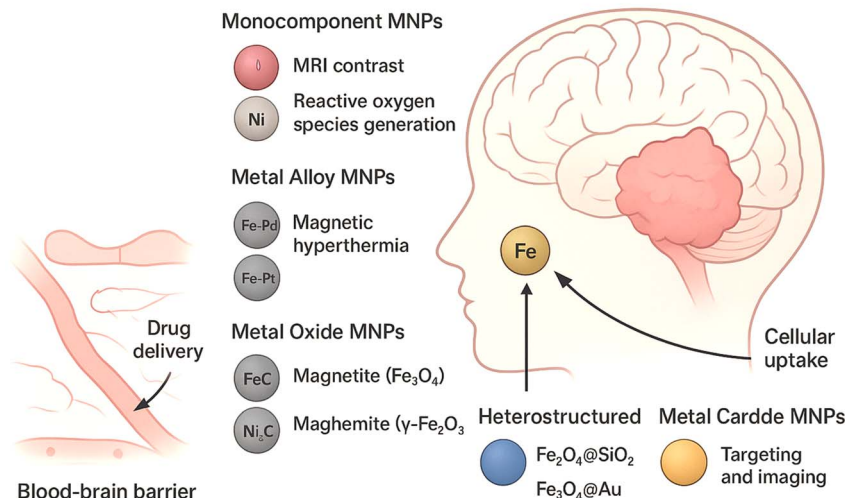 Monocomponent MNPs
MRI contrast
Ni
Reactive oxygen
species generation
Metal Alloy MNPs
Fe-Pd
Magnetic
hyperthermia
Fe-Pt
Metal Oxide MNPs
FeC
Magnetite (Fe₃O₄)
Ni₂C
Maghemite (γ-Fe₂O₃
Drug
delivery
Blood-brain barrier
Fe
Cellular
uptake
Heterostructured
Fe₂O₄@SiO₂
Fe₃O₄@Au
Metal Cardde MNPs
Targeting
and imaging